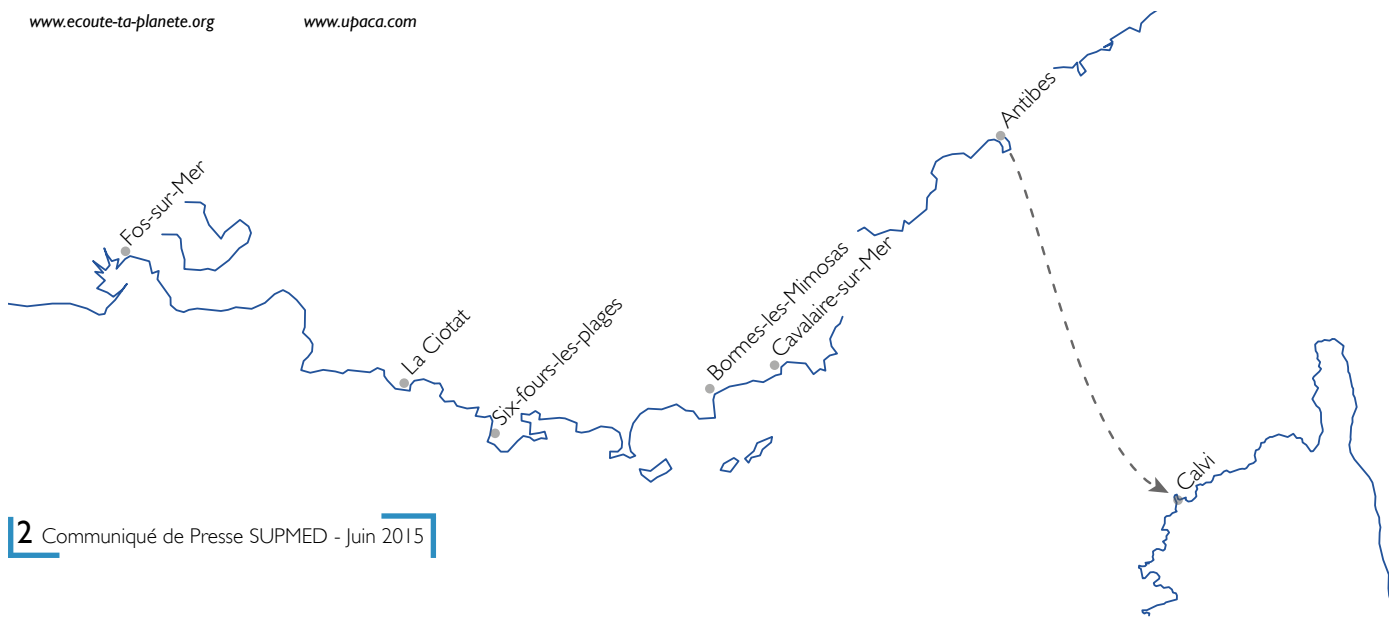 www.ecoute-ta-planete.org www.upaca.com
Antibes
Fos-sur-Mer
Bormes-les-Mimosas
Cavalaire-sur-Mer
La Ciotat
Six-fours-les-plages
Calvi
2 Communiqué de Presse SUPMED - Juin 2015